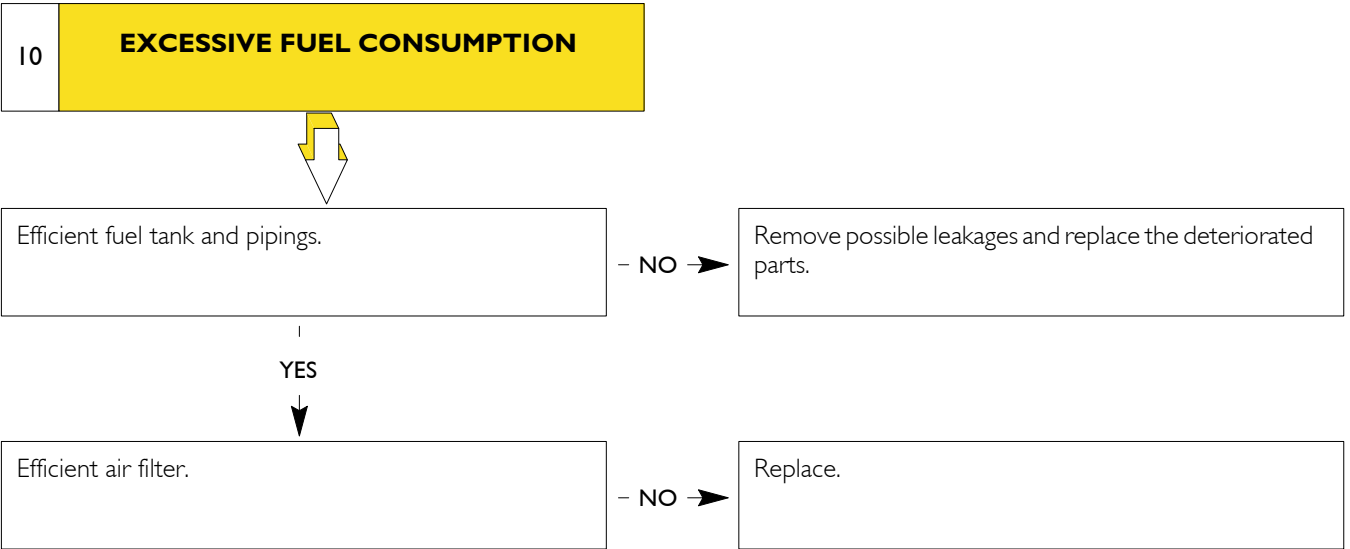 10
EXCESSIVE FUEL CONSUMPTION
Efficient fuel tank and pipings.
NO
Remove possible leakages and replace the deteriorated
parts.
YES
Efficient air filter.
NO
Replace.